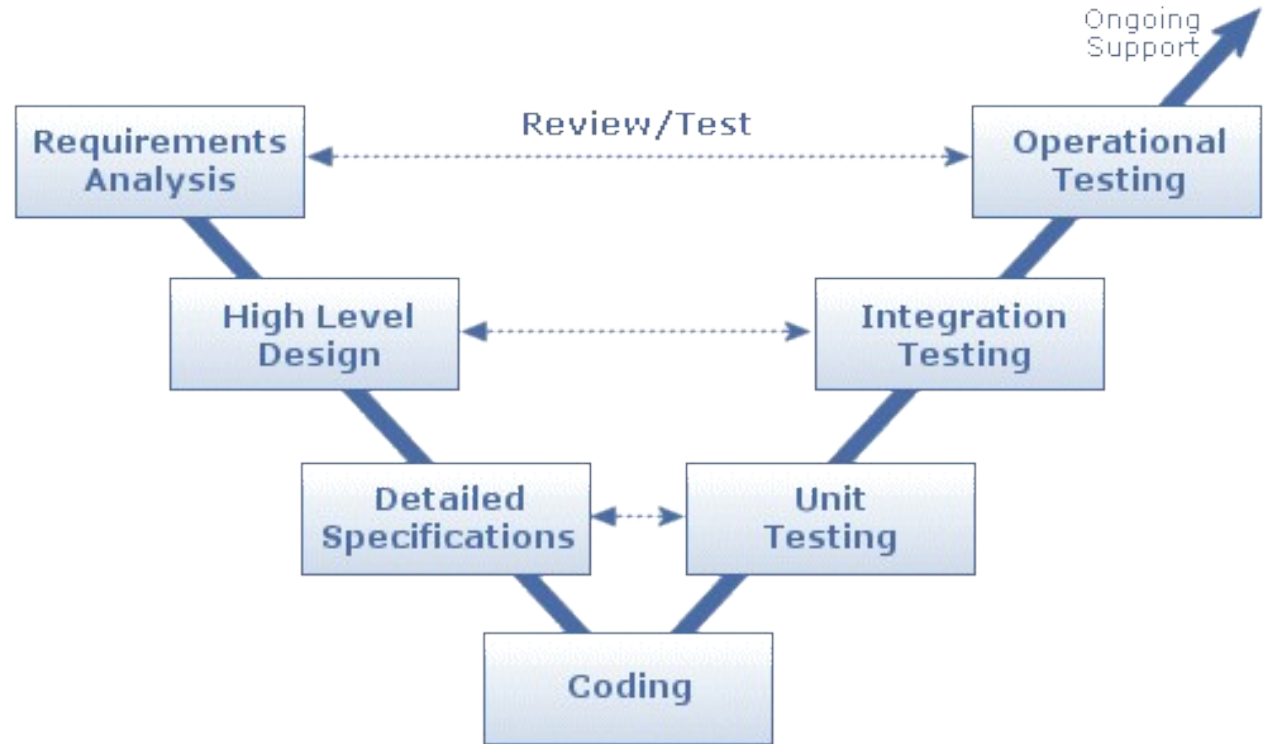 Ongoing
Support
Requirements
Analysis
Review/Test
Operational
Testing
High Level
Design
Integration
Testing
Detailed
Specifications
Unit
Testing
Coding